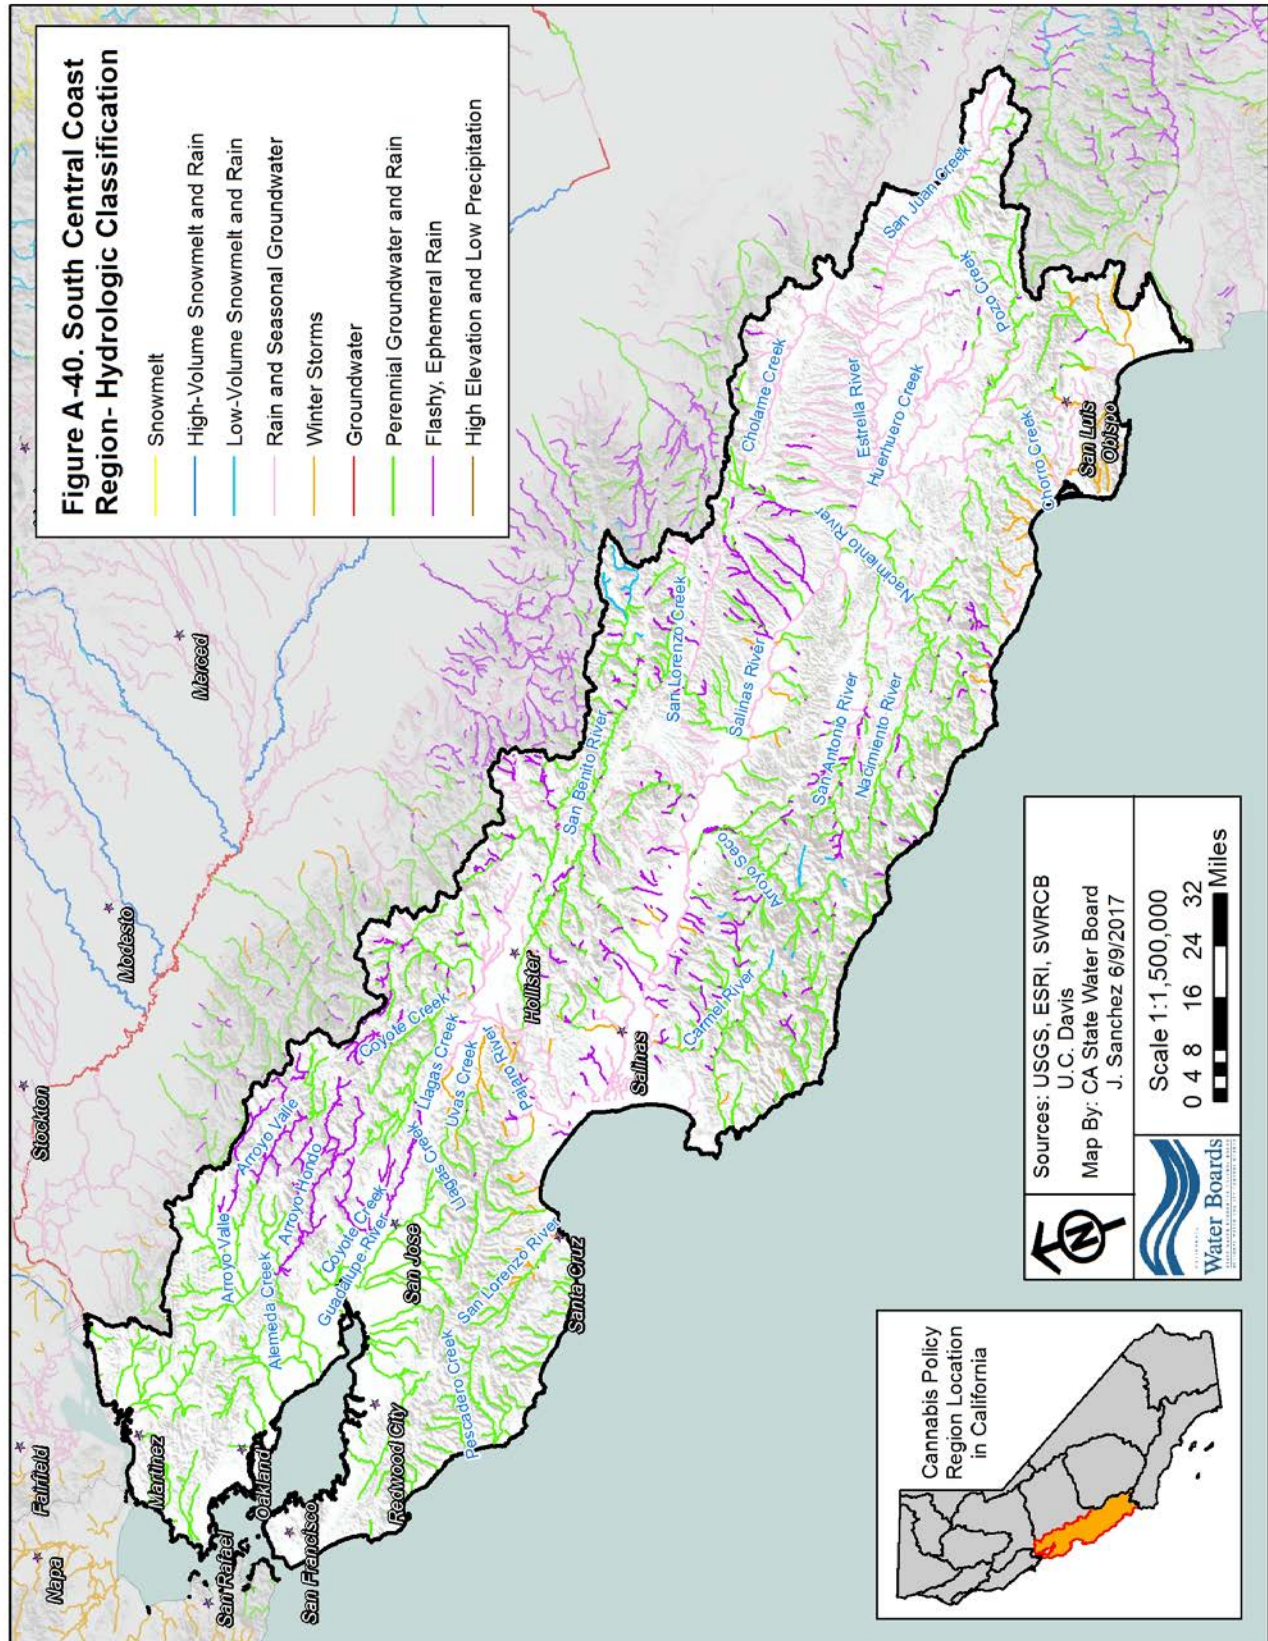 Figure A-40. South Central Coast
Region- Hydrologic Classification
Snowmelt
High-Volume Snowmelt and Rain
Low-Volume Snowmelt and Rain
Rain and Seasonal Groundwater
Winter Storms
Groundwater
Perennial Groundwater and Rain
Flashy, Ephemeral Rain
High Elevation and Low Precipitation
Napa
Fairfield
Stockton
Modesto
Merced
San Rafael
Martinez
Oakland
San Francisco
Redwood City
San Jose
Santa Cruz
Hollister
Salinas
San Luis
Obispo
Arroyo Valle
Arroyo Valle
Arroyo Hondo
Alemeda Creek
Coyote Creek
Coyote Creek
Guadalupe River
Llagas Creek
Llagas Creek
Uvas Creek
Pajaro River
Pescadero Creek
San Lorenzo River
San Benito River
Carmel River
Arroyo Seco
San Lorenzo Creek
Salinas River
San Antonio River
Nacimiento River
Nacimiento River
Cholame Creek
Estrella River
Huerhuero Creek
San Juan Creek
Pozo Creek
Chorro Creek
Cannabis Policy
Region Location
in California
N
Sources: USGS, ESRI, SWRCB
U.C. Davis
Map By: CA State Water Board
J. Sanchez 6/9/2017
Water Boards
Scale 1:1,500,000
0 4 8 16 24 32
Miles